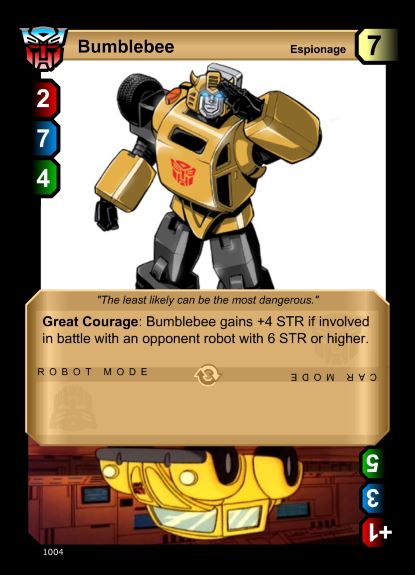 Bumblebee
Espionage
7
2
7
4
"The least likely can be the most dangerous."
Great Courage: Bumblebee gains +4 STR if involved
in battle with an opponent robot with 6 STR or higher.
ROBOT MODE
CAR MODE
5
3
+1
1004